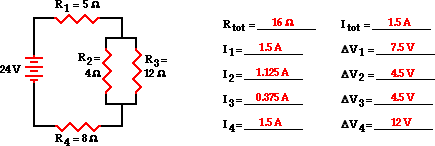 R1 = 5 Ω
24 V
R2 =
4 Ω
R3 =
12 Ω
R4 = 8 Ω
Rtot = 16 Ω Itot = 1.5 A
I1 = 1.5 A ΔV1 = 7.5 V
I2 = 1.125 A ΔV2 = 4.5 V
I3 = 0.375 A ΔV3 = 4.5 V
I4 = 1.5 A ΔV4 = 12 V